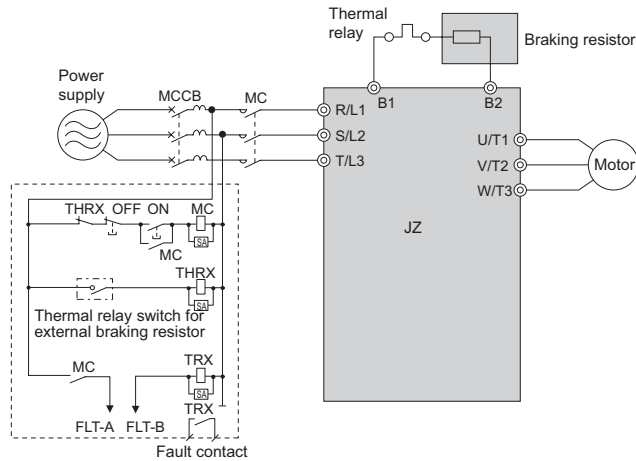 Thermal
relay
Braking resistor
Power
supply
MCCB
MC
B1
B2
R/L1
S/L2
T/L3
U/T1
V/T2
W/T3
Motor
JZ
THRX OFF ON MC
SA
MC
THRX
SA
Thermal relay switch for
external braking resistor
MC
TRX
SA
TRX
FLT-A FLT-B
Fault contact